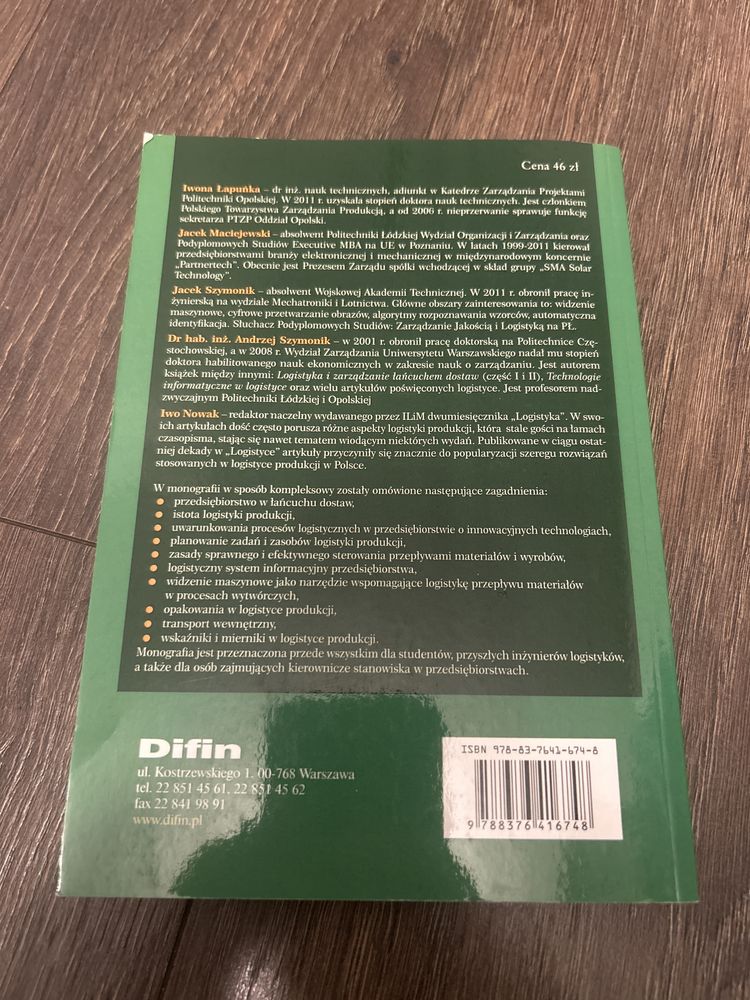 Cena 46 zł
Iwona Łapuńka – dr inż. nauk technicznych, adiunkt w Katedrze Zarządzania Projektami
Politechniki Opolskiej. W 2011 r. uzyskała stopień doktora nauk technicznych. Jest członkiem
Polskiego Towarzystwa Zarządzania Produkcją, a od 2006 r. nieprzerwanie sprawuje funkcję
sekretarza PTZP Oddział Opolski.
Jacek Maciejewski – absolwent Politechniki Łódzkiej Wydział Organizacji i Zarządzania oraz
Podyplomowych Studiów Executive MBA na UE w Poznaniu. W latach 1999-2011 kierował
przedsiębiorstwami branży elektronicznej i mechanicznej w międzynarodowym koncernie
„Partnertech”. Obecnie jest Prezesem Zarządu spółki wchodzącej w skład grupy „SMA Solar
Technology”.
Jacek Szymonik – absolwent Wojskowej Akademii Technicznej. W 2011 r. obronił pracę in-
żynierską na wydziale Mechatroniki i Lotnictwa. Główne obszary zainteresowania to: widzenie
maszynowe, cyfrowe przetwarzanie obrazów, algorytmy rozpoznawania wzorców, automatyczna
identyfikacja. Słuchacz Podyplomowych Studiów: Zarządzanie Jakością i Logistyką na PŁ.
Dr hab. inż. Andrzej Szymonik – w 2001 r. obronił pracę doktorską na Politechnice Czę-
stochowskiej, a w 2008 r. Wydział Zarządzania Uniwersytetu Warszawskiego nadał mu stopień
doktora habilitowanego nauk ekonomicznych w zakresie nauk o zarządzaniu. Jest autorem
książek między innymi: Logistyka i zarządzanie łańcuchem dostaw (część I i II), Technologie
informatyczne w logistyce oraz wielu artykułów poświęconych logistyce. Jest profesorem nad-
zwyczajnym Politechniki Łódzkiej i Opolskiej
Iwo Nowak – redaktor naczelny wydawanego przez ILiM dwumiesięcznika „Logistyka”. W swo-
ich artykułach dość często porusza różne aspekty logistyki produkcji, która stale gości na łamach
czasopisma, stając się nawet tematem wiodącym niektórych wydań. Publikowane w ciągu ostat-
niej dekady w „Logistyce” artykuły przyczyniły się znacznie do popularyzacji szeregu rozwiązań
stosowanych w logistyce produkcji w Polsce.
W monografii w sposób kompleksowy zostały omówione następujące zagadnienia:
● przedsiębiorstwo w łańcuchu dostaw,
● istota logistyki produkcji,
● uwarunkowania procesów logistycznych w przedsiębiorstwie o innowacyjnych technologiach,
● planowanie zadań i zasobów logistyki produkcji,
● zasady sprawnego i efektywnego sterowania przepływami materiałów i wyrobów,
● logistyczny system informacyjny przedsiębiorstwa,
● widzenie maszynowe jako narzędzie wspomagające logistykę przepływu materiałów
w procesach wytwórczych,
● opakowania w logistyce produkcji,
● transport wewnętrzny,
● wskaźniki i mierniki w logistyce produkcji.
Monografia jest przeznaczona przede wszystkim dla studentów, przyszłych inżynierów logistyków,
a także dla osób zajmujących kierownicze stanowiska w przedsiębiorstwach.
Difin
ul. Kostrzewskiego 1, 00-768 Warszawa
tel. 22 851 45 61, 22 851 45 62
fax 22 841 98 91
www.difin.pl
ISBN 978-83-7641-674-8
9 788376 416748